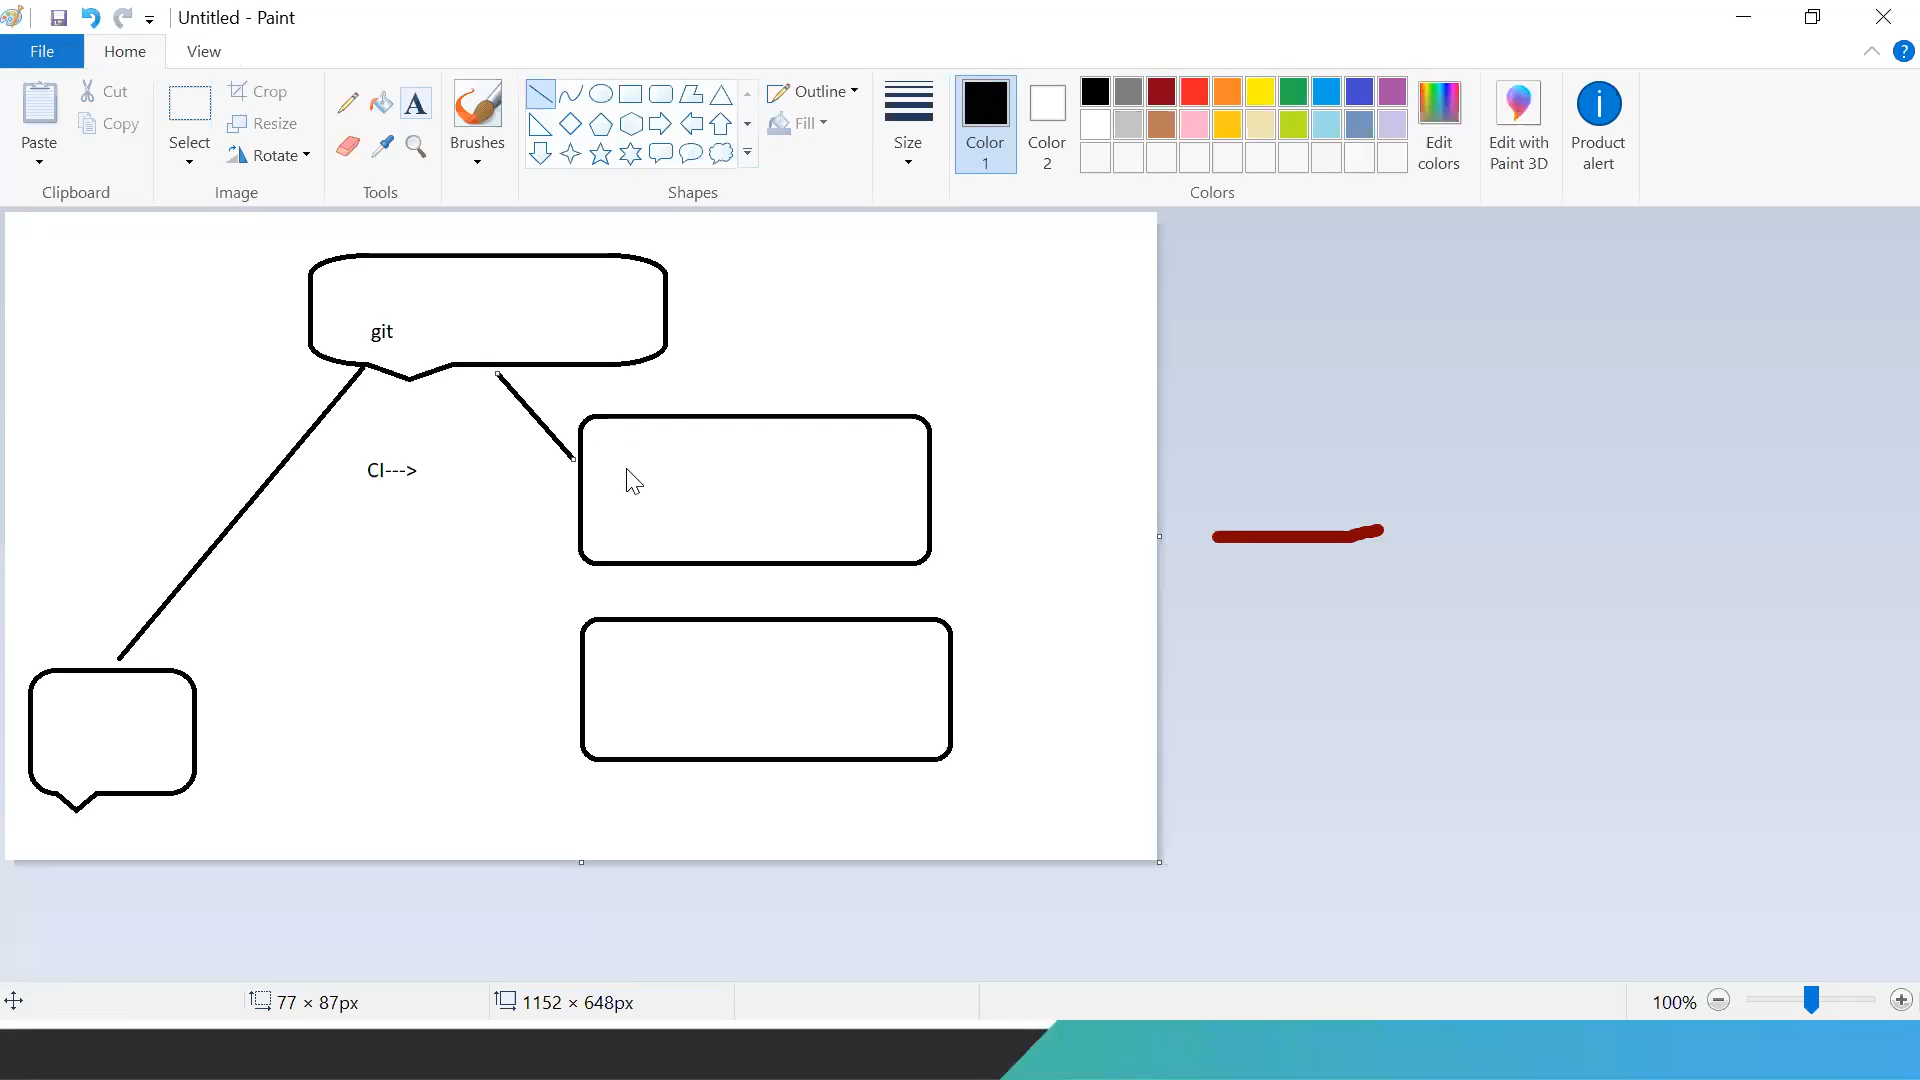 Untitled - Paint
File
Home
View
Paste
Cut
Copy
Clipboard
Select
Crop
Resize
Rotate
Image
A
Tools
Brushes
Shapes
Outline
Fill
Size
Color
1
Color
2
Colors
Edit
colors
Edit with
Paint 3D
Product
alert
git
CI--->
77 × 87px
1152 × 648px
100%